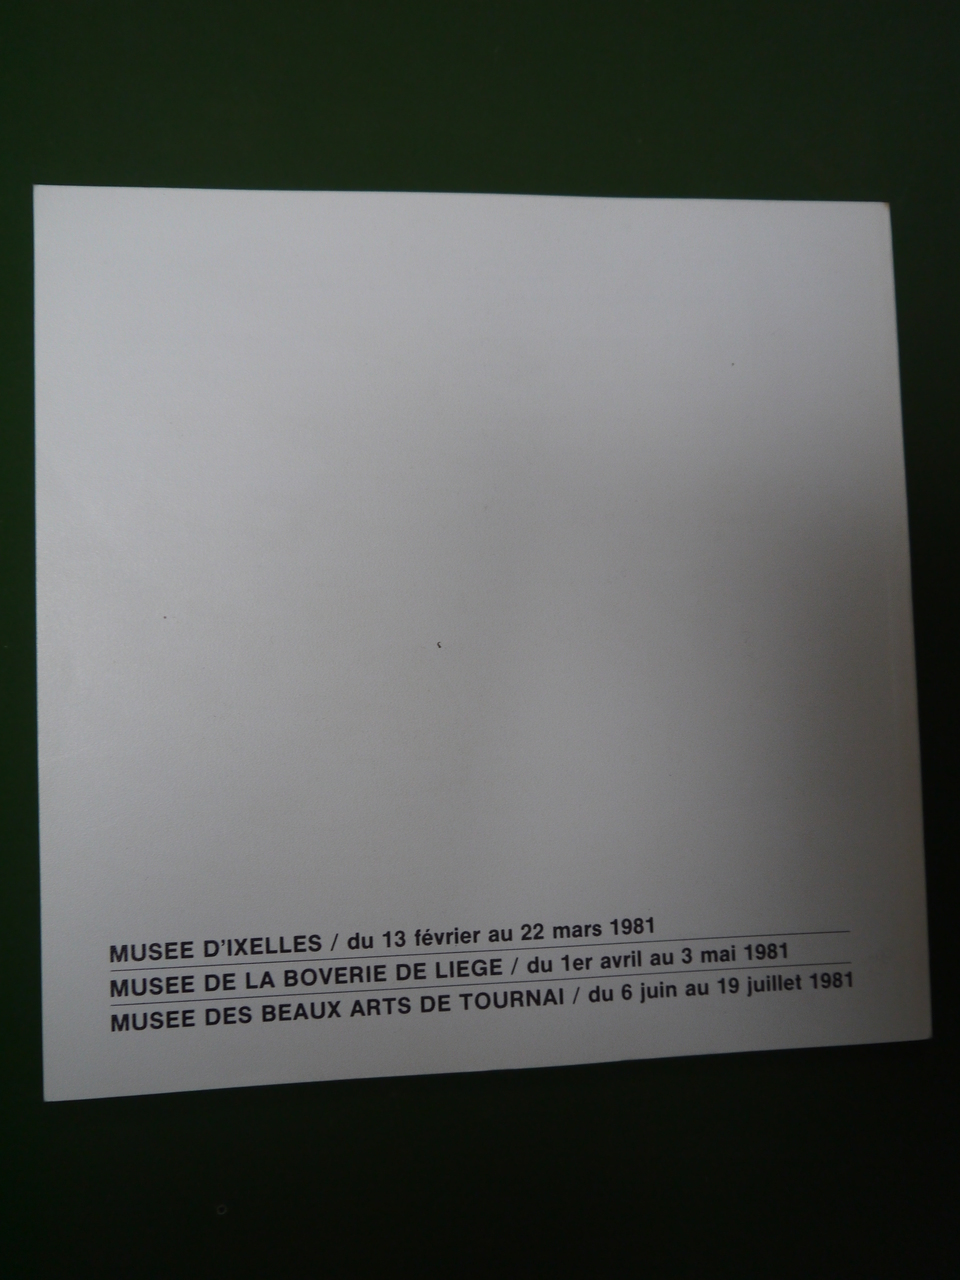 MUSEE D'IXELLES / du 13 février au 22 mars 1981
MUSEE DE LA BOVERIE DE LIEGE / du 1er avril au 3 mai 1981
MUSEE DES BEAUX ARTS DE TOURNAI / du 6 juin au 19 juillet 1981